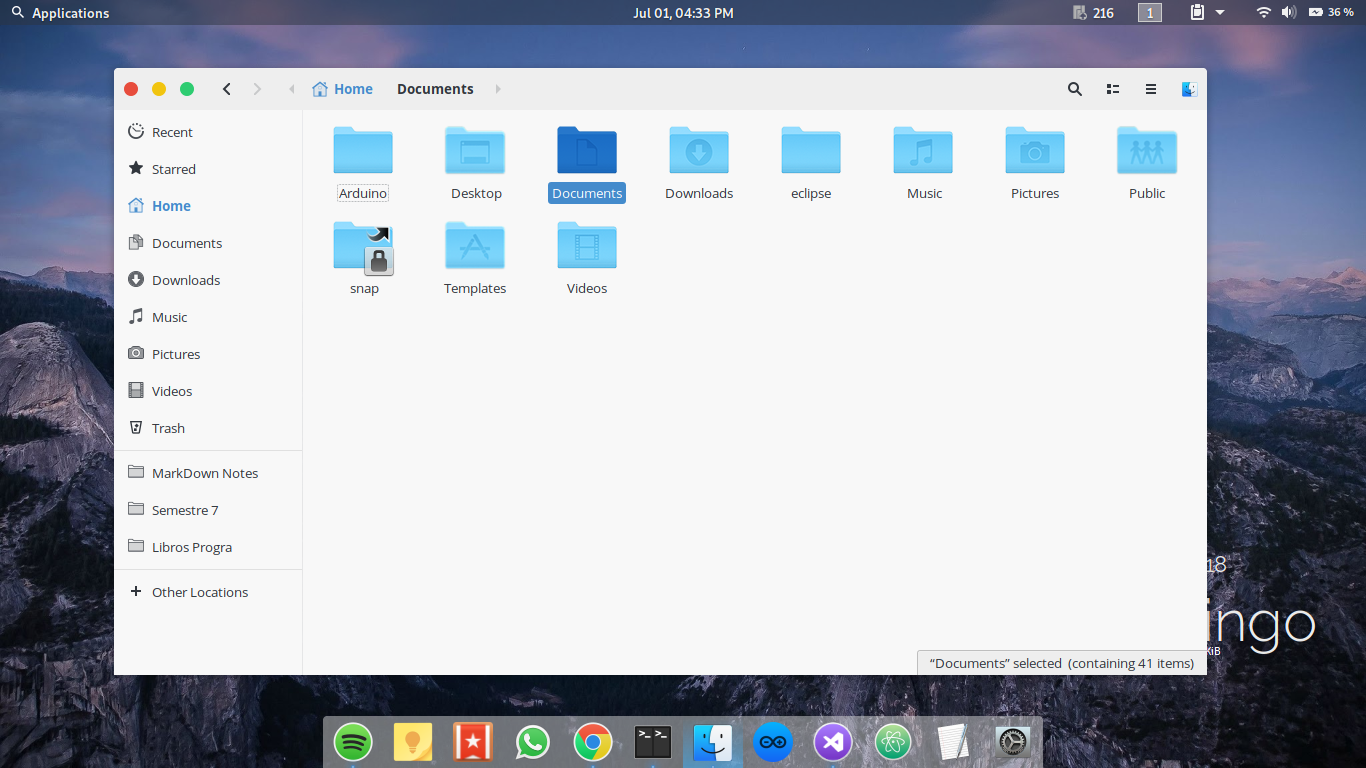 Applications
Jul 01, 04:33 PM
216
1
36 %
Home
Documents
Recent
Starred
Home
Documents
Downloads
Music
Pictures
Videos
Trash
MarkDown Notes
Semestre 7
Libros Progra
Other Locations
Arduino
Desktop
Documents
Downloads
eclipse
Music
Pictures
Public
snap
Templates
Videos
18
ingo
KiB
“Documents” selected (containing 41 items)
>_ >_